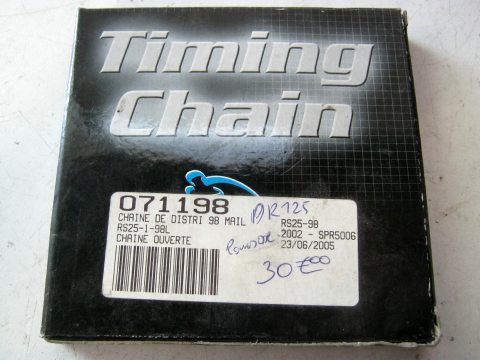 Timing
Chain
071198
CHAINE DE DISTRI 98 MAIL
RS25-1-98L
CHAINE OUVERTE
DR125
RS25-98
2002 - SPR5006
23/06/2005
30€00